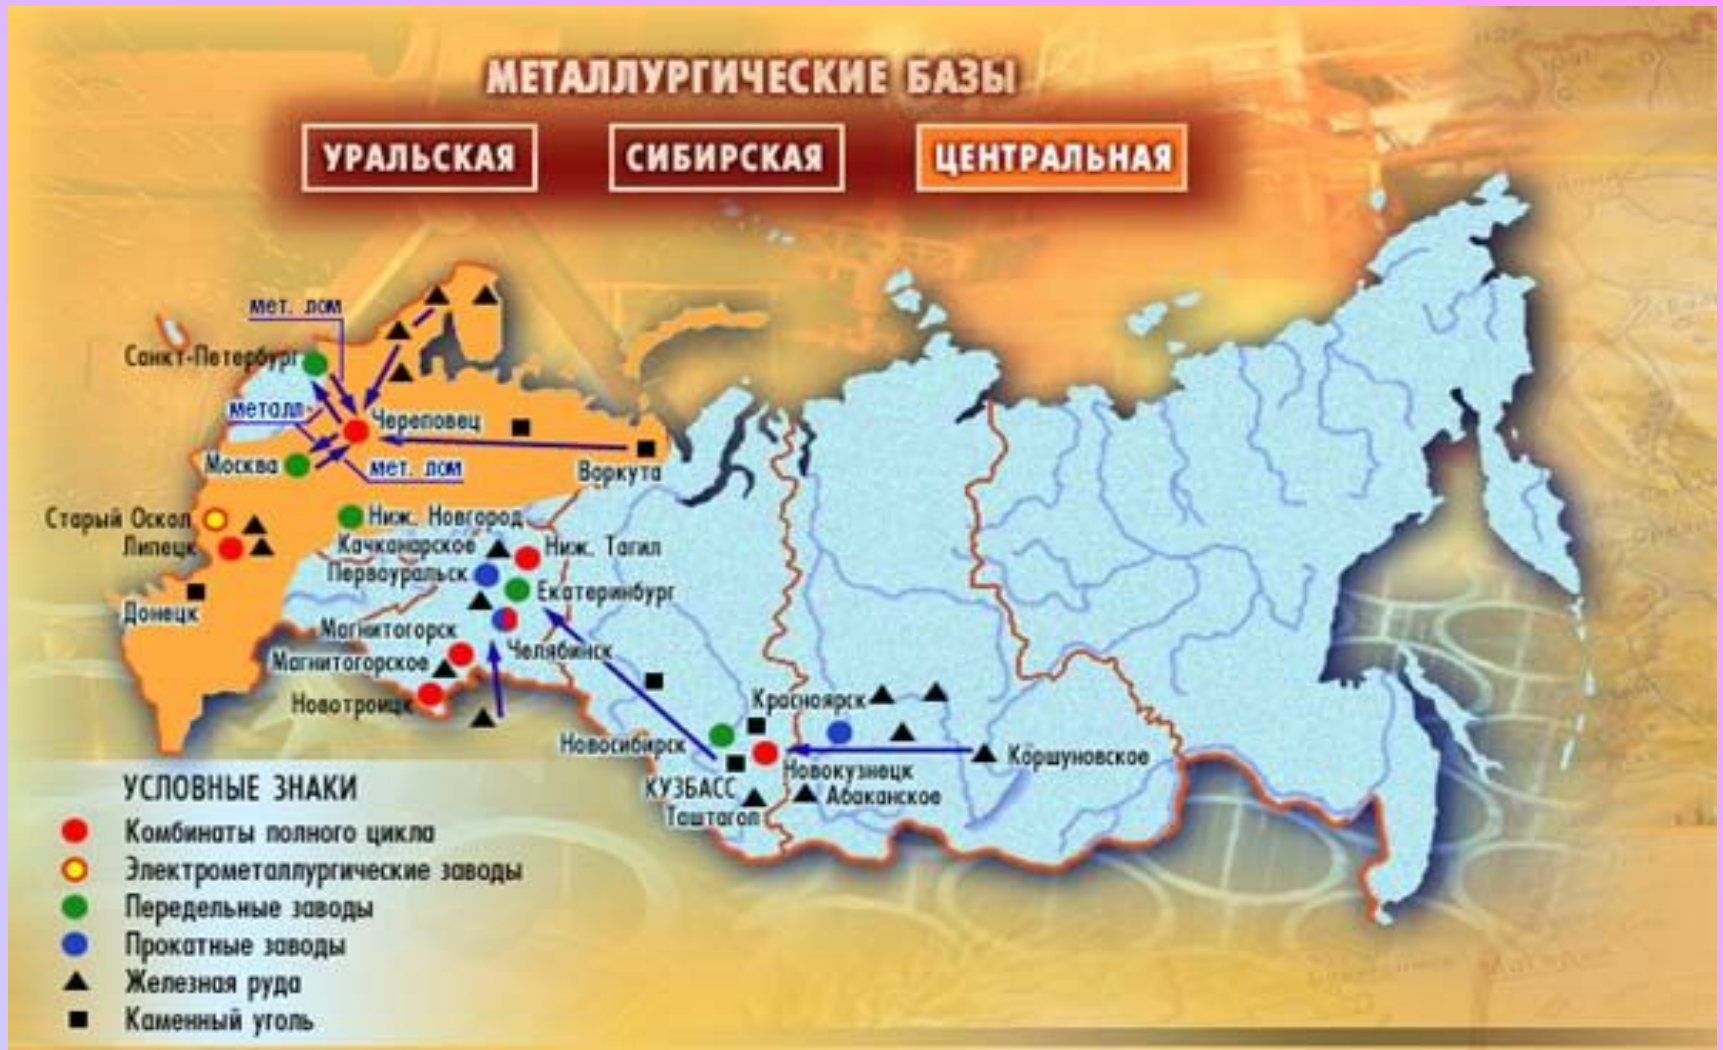 МЕТАЛЛУРГИЧЕСКИЕ БАЗЫ
УРАЛЬСКАЯ
СИБИРСКАЯ
ЦЕНТРАЛЬНАЯ
мет. лом
Санкт-Петербург
металл
Череповец
Москва
мет. лом
Воркута
Старый Оскол
Ниж. Новгород
Липецк
Качканарское
Ниж. Тагил
Первоуральск
Екатеринбург
Донецк
Магнитогорск
Челябинск
Магнитогорское
Новотроицк
Красноярск
Новосибирск
Коршуновское
Новокузнецк
КУЗБАСС
Абаканское
Таштагол
УСЛОВНЫЕ ЗНАКИ
Комбинаты полного цикла
Электрометаллургические заводы
Передельные заводы
Прокатные заводы
Железная руда
Каменный уголь